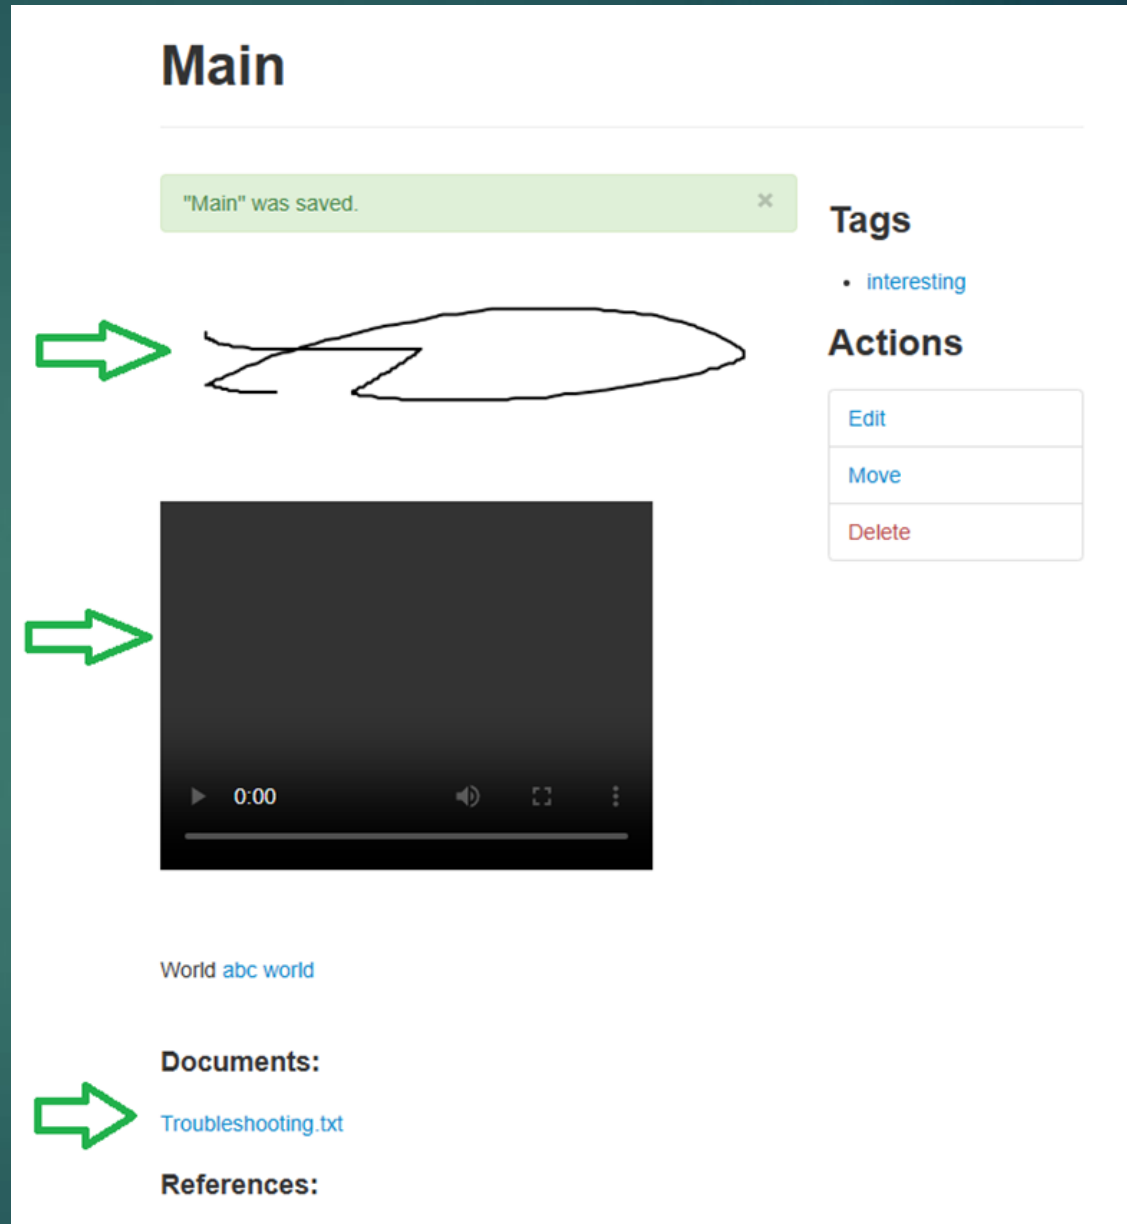 Main
"Main" was saved. ×
Tags
• interesting
Actions
Edit
Move
Delete
0:00
World abc world
Documents:
Troubleshooting.txt
References: